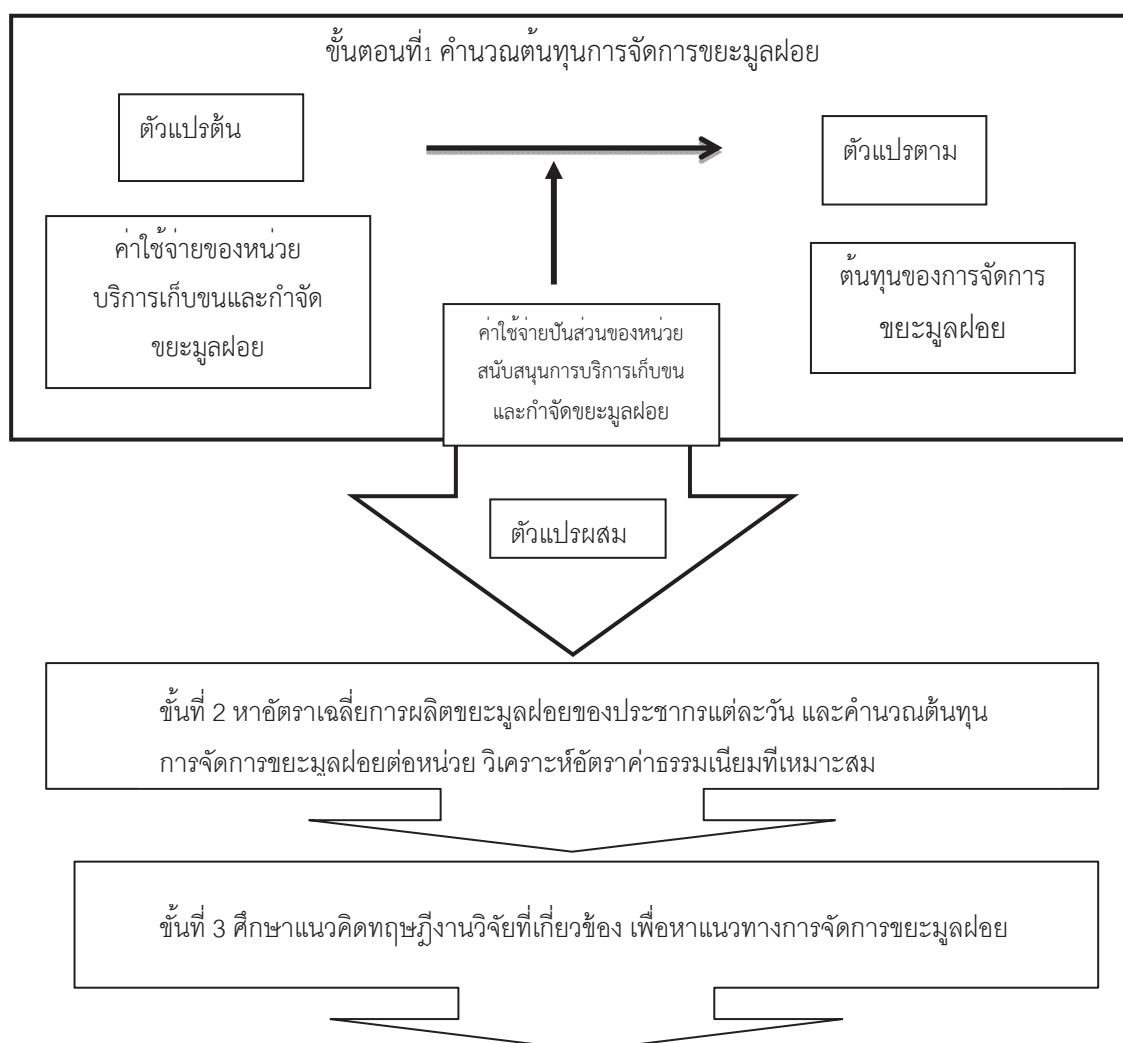 ขั้นตอนที่1 คำนวณต้นทุนการจัดการขยะมูลฝอย
ตัวแปรต้น
ตัวแปรตาม
ค่าใช้จ่ายของหน่วย
บริการเก็บขนและกำจัด
ขยะมูลฝอย
ต้นทุนของการจัดการ
ขยะมูลฝอย
ค่าใช้จ่ายปันส่วนของหน่วย
สนับสนุนการบริการเก็บขน
และกำจัดขยะมูลฝอย
ตัวแปรผสม
ขั้นที่ 2 หาอัตราเฉลี่ยการผลิตขยะมูลฝอยของประชากรแต่ละวัน และคำนวณต้นทุน
การจัดการขยะมูลฝอยต่อหน่วย วิเคราะห์อัตราค่าธรรมเนียมที่เหมาะสม
ขั้นที่ 3 ศึกษาแนวคิดทฤษฎีงานวิจัยที่เกี่ยวข้อง เพื่อหาแนวทางการจัดการขยะมูลฝอย